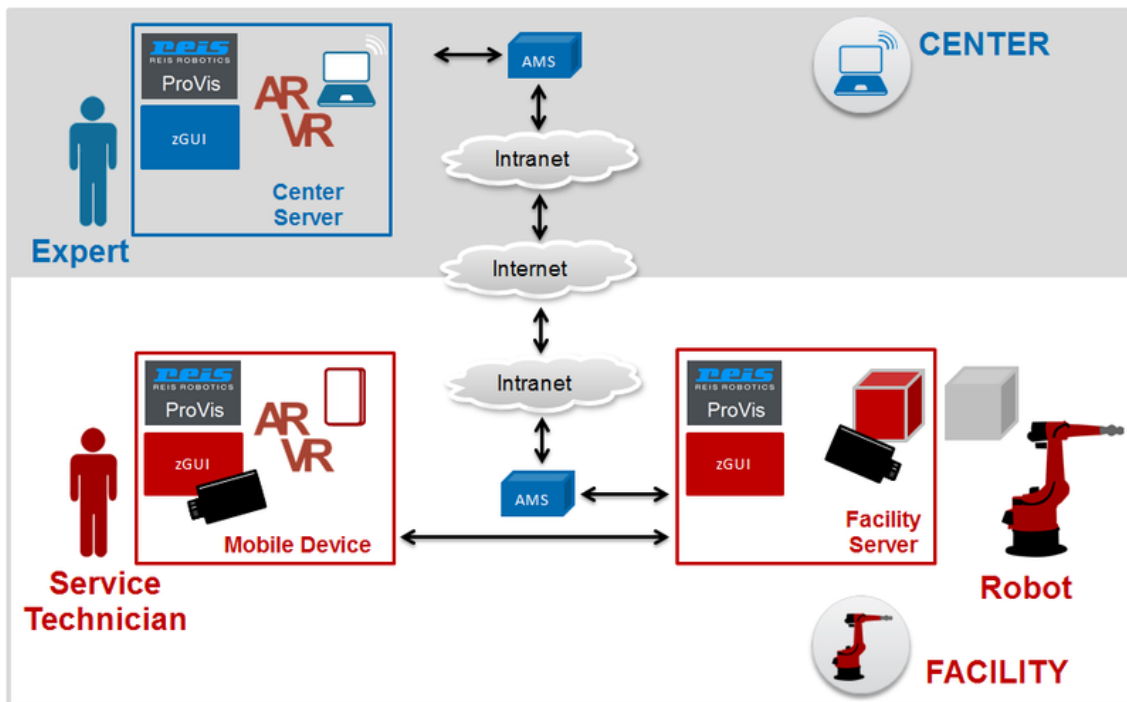 reis
REIS ROBOTICS
ProVis
zGUI
AR
VR
Center
Server
Expert
AMS
CENTER
Intranet
Internet
Intranet
reis
REIS ROBOTICS
ProVis
zGUI
AR
VR
Mobile Device
Service
Technician
AMS
reis
REIS ROBOTICS
ProVis
zGUI
Facility
Server
Robot
FACILITY